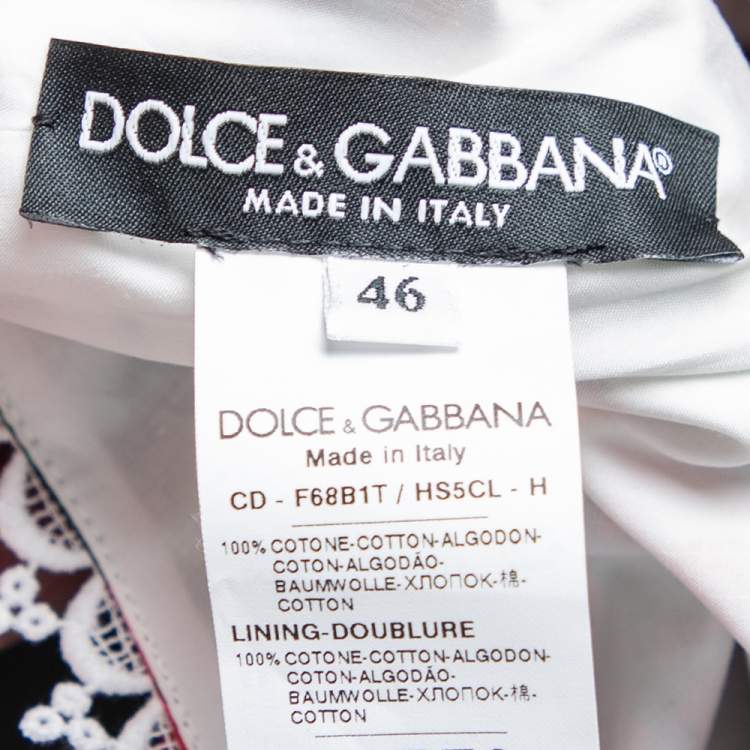 DOLCE & GABBANA®
MADE IN ITALY
46
DOLCE & GABBANA
Made in Italy
CD - F68B1T / HS5CL - H
100% COTONE-COTTON-ALGODON-
COTON-ALGODÃO-
BAUMWOLLE-ХЛОПОК-棉-
COTTON
LINING-DOUBLURE
100% COTONE-COTTON-ALGODON-
COTON-ALGODÃO-
BAUMWOLLE-ХЛОПОК-棉-
COTTON